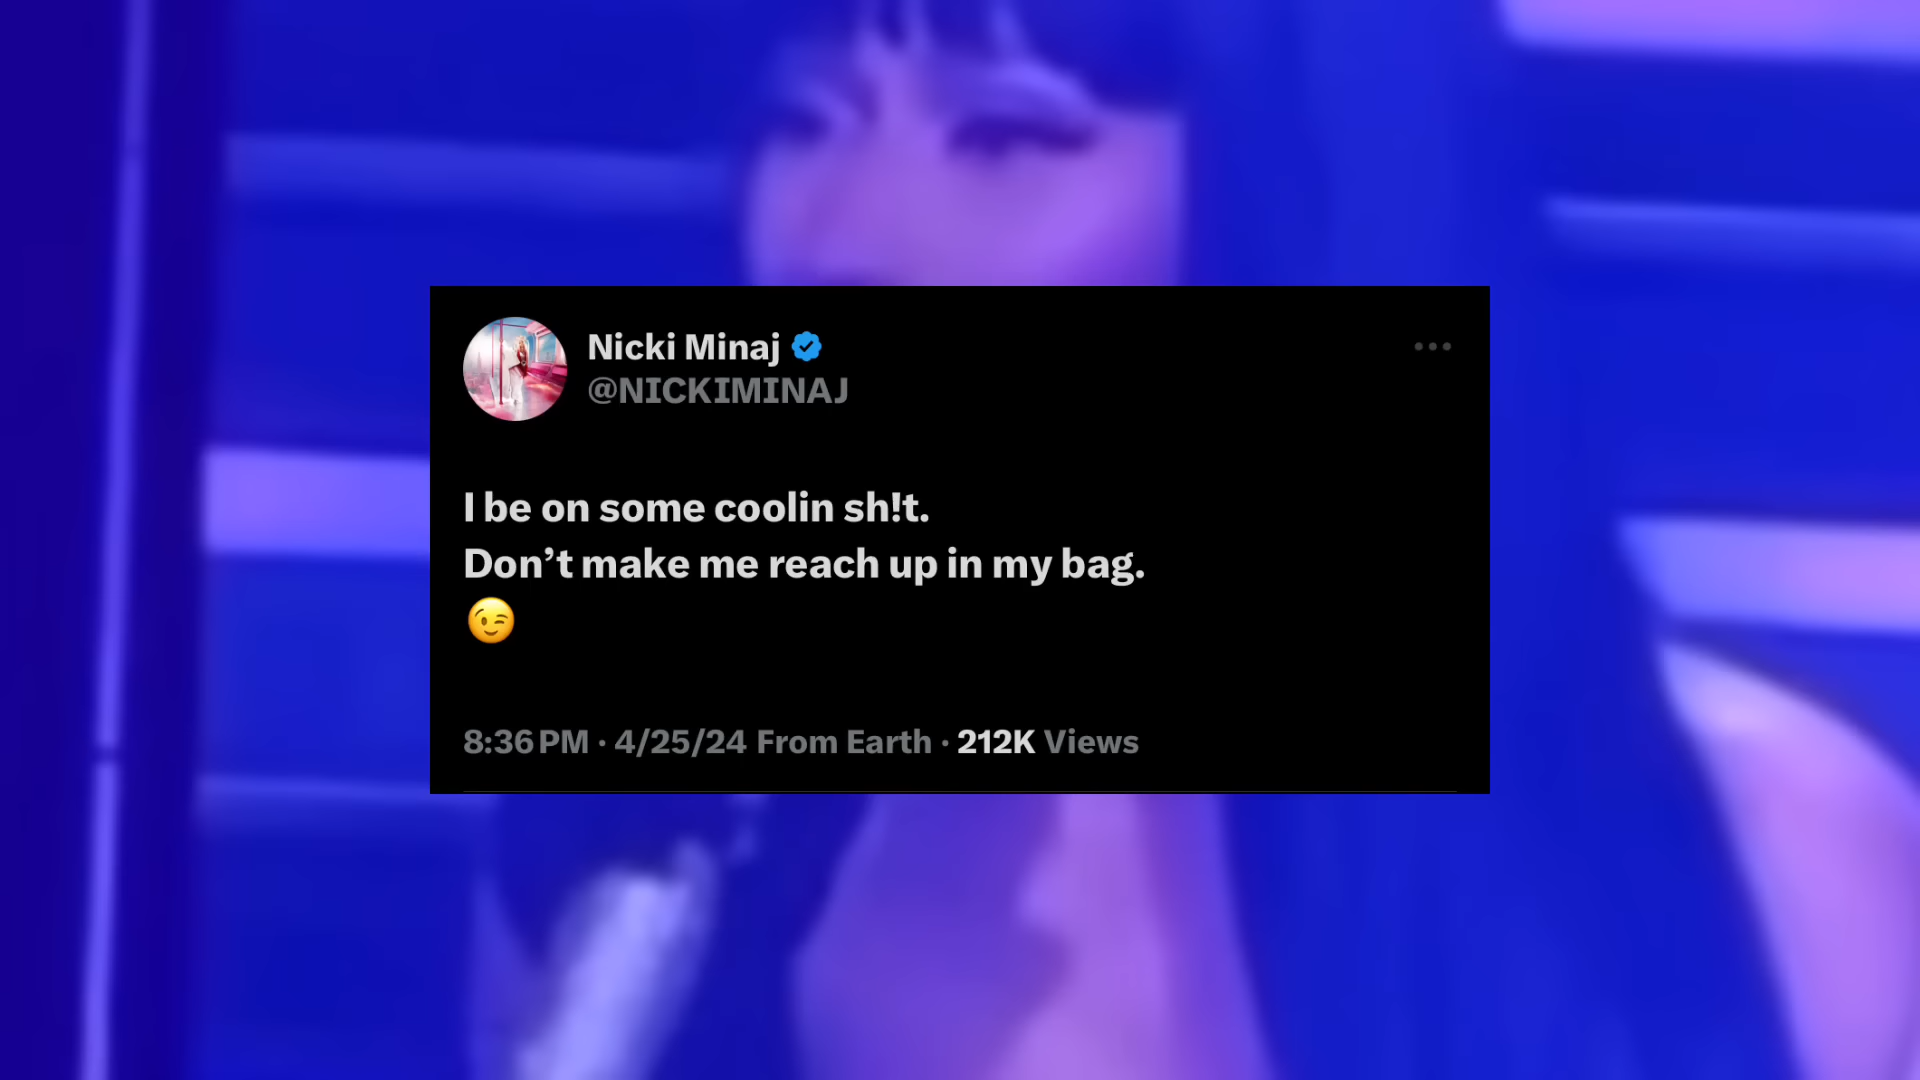 Nicki Minaj
@NICKIMINAJ
I be on some coolin sh!t.
Don’t make me reach up in my bag.
😉
8:36 PM · 4/25/24 From Earth · 212K Views